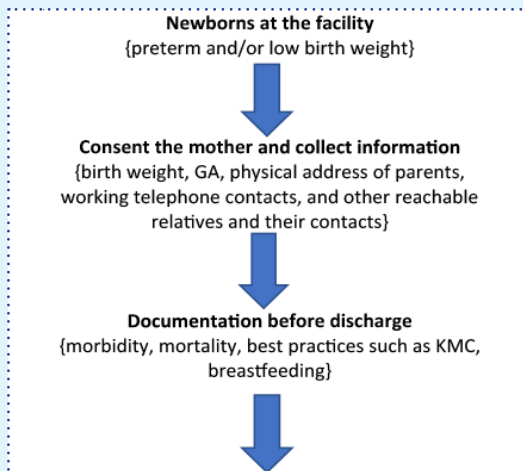 Newborns at the facility
{preterm and/or low birth weight}
Consent the mother and collect information
{birth weight, GA, physical address of parents,
working telephone contacts, and other reachable
relatives and their contacts}
Documentation before discharge
{morbidity, mortality, best practices such as KMC,
breastfeeding}